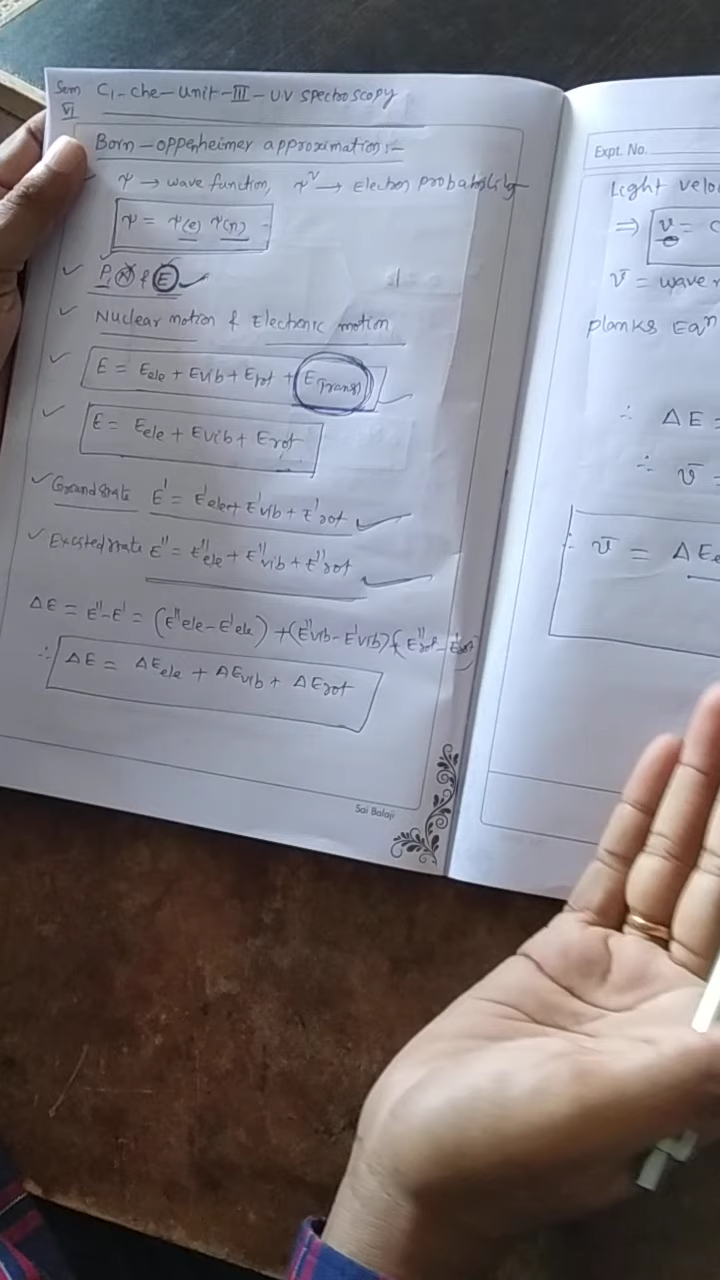 Sem VI C1-Che-Unit-III-UV spectroscopy
Born-oppenheimer approximation:-
ψ → wave function, ψ² → Electron probability
ψ = ψ(e) ψ(n)
P, N & E
Nuclear motion & Electronic motion
E = Eele + Evib + Erot + ETrans
E = Eele + Evib + Erot
Ground state E' = E'ele + E'vib + E'rot
Excited state E'' = E''ele + E''vib + E''rot
ΔE = E''-E' = (E''ele - E'ele) + (E''vib - E'vib) + (E''rot - E'rot)
∴ ΔE = ΔEele + ΔEvib + ΔErot
Sai Balaji
Expt. No.
Light velo
⇒ ν = c
ν̄ = wave
planks Eqn
∴ ΔE =
∴ ν̄ =
∴ ν̄ = ΔEe